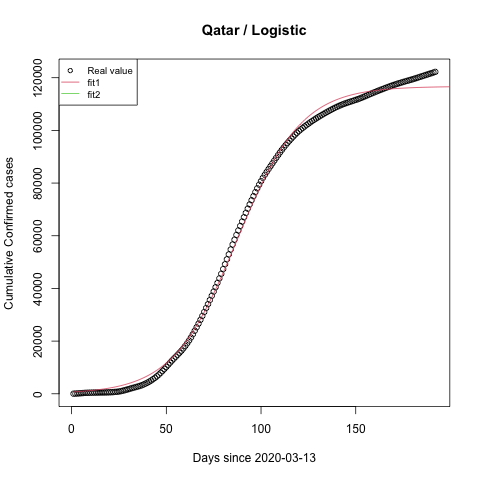 Qatar / Logistic
Real value
fit1
fit2
Cumulative Confirmed cases
120000
100000
80000
60000
40000
20000
0
0 50 100 150
Days since 2020-03-13